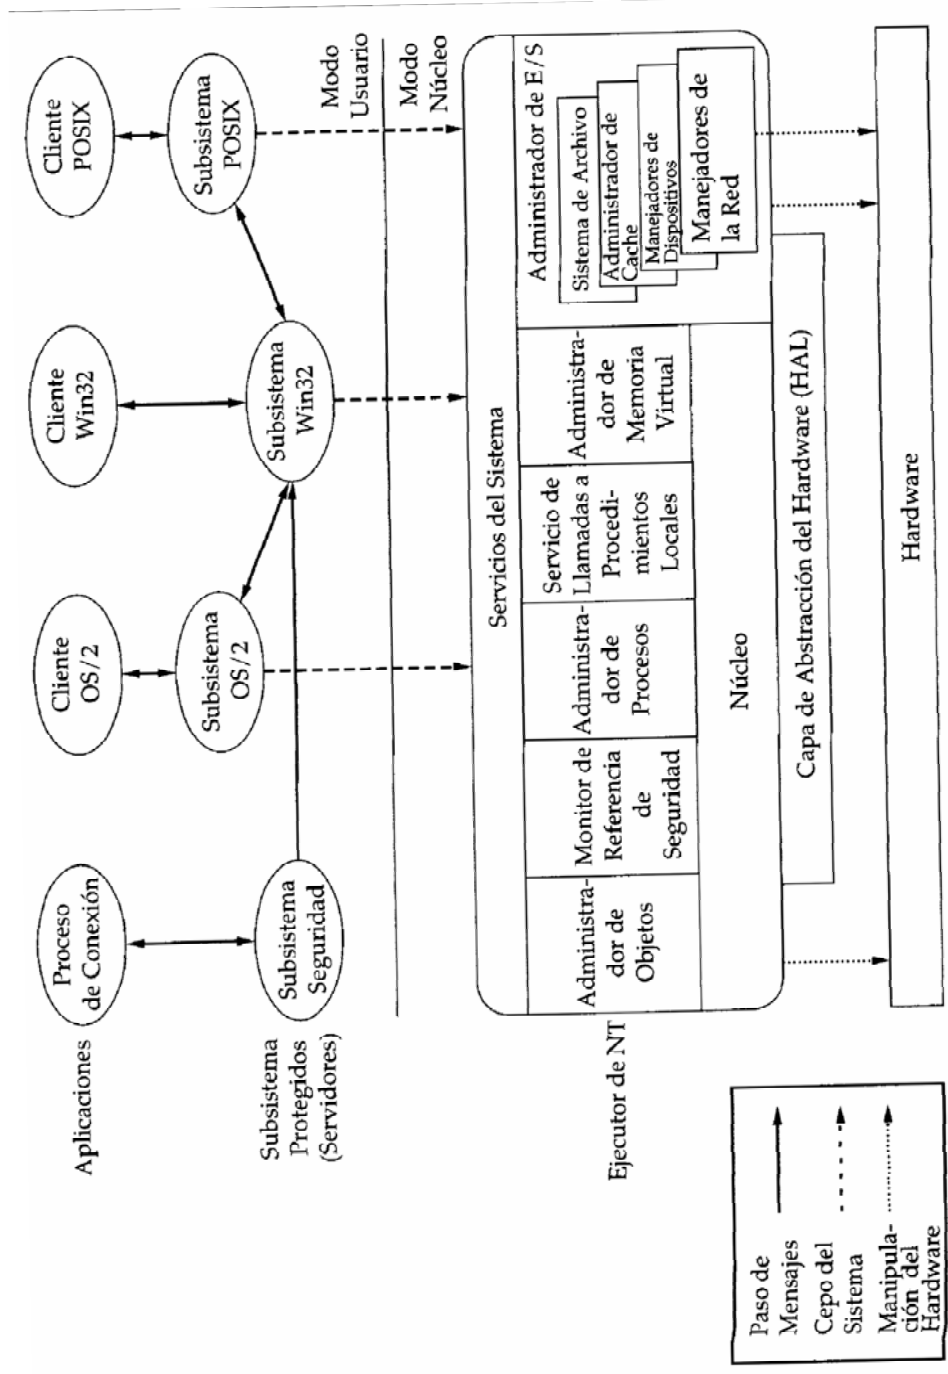 Aplicaciones
Proceso
de Conexión
Cliente
OS/2
Cliente
Win32
Cliente
POSIX
Subsistema
Protegidos
(Servidores)
Subsistema
Seguridad
Subsistema
OS/2
Subsistema
Win32
Subsistema
POSIX
Modo
Usuario
Modo
Núcleo
Servicios del Sistema
Ejecutor de NT
Administra-
dor de
Objetos
Monitor de
Referencia
de
Seguridad
Administra-
dor de
Procesos
Servicio de
Llamadas a
Procedi-
mientos
Locales
Administra-
dor de
Memoria
Virtual
Administrador de E/S
Sistema de Archivo
Administrador de
Cache
Manejadores de
Dispositivos
Manejadores de
la Red
Núcleo
Capa de Abstracción del Hardware (HAL)
Hardware
Paso de
Mensajes
Cepo del
Sistema
Manipula-
ción del
Hardware